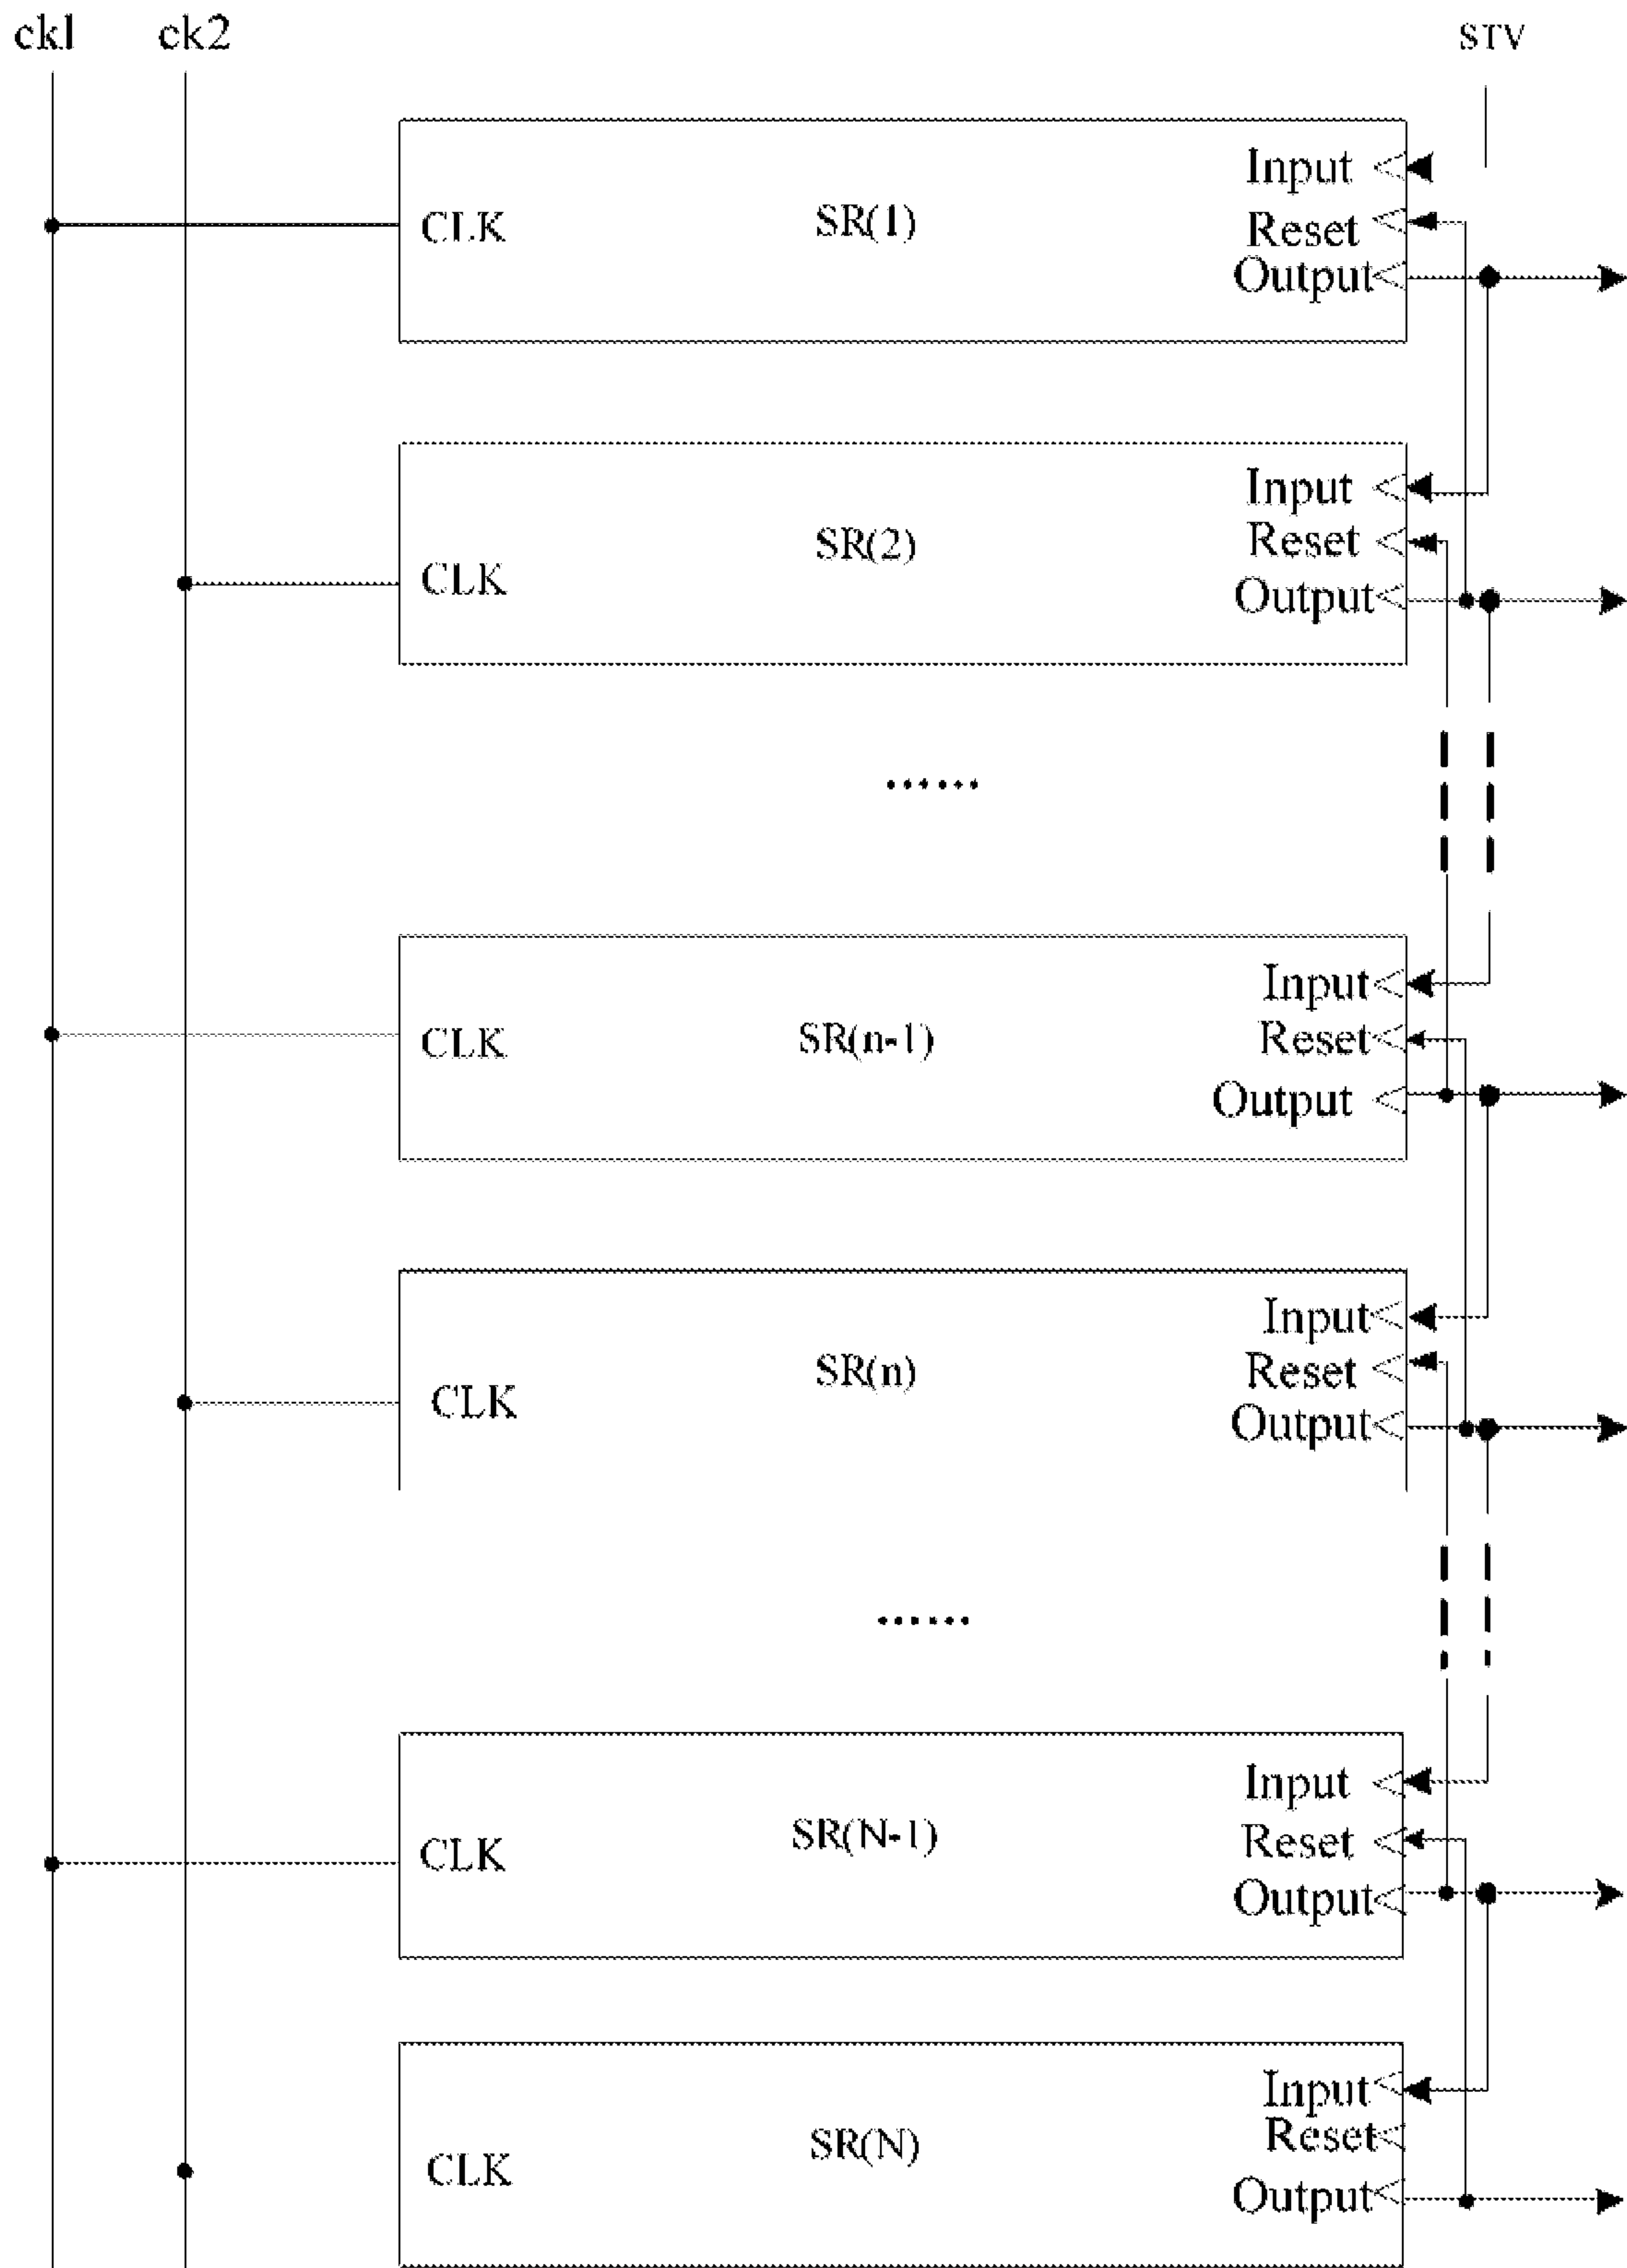 ck1 ck2 STV
Input
CLK SR(1) Reset
Output
Input
CLK SR(2) Reset
Output
......
Input
CLK SR(n-1) Reset
Output
Input
CLK SR(n) Reset
Output
......
Input
CLK SR(N-1) Reset
Output
Input
CLK SR(N) Reset
Output